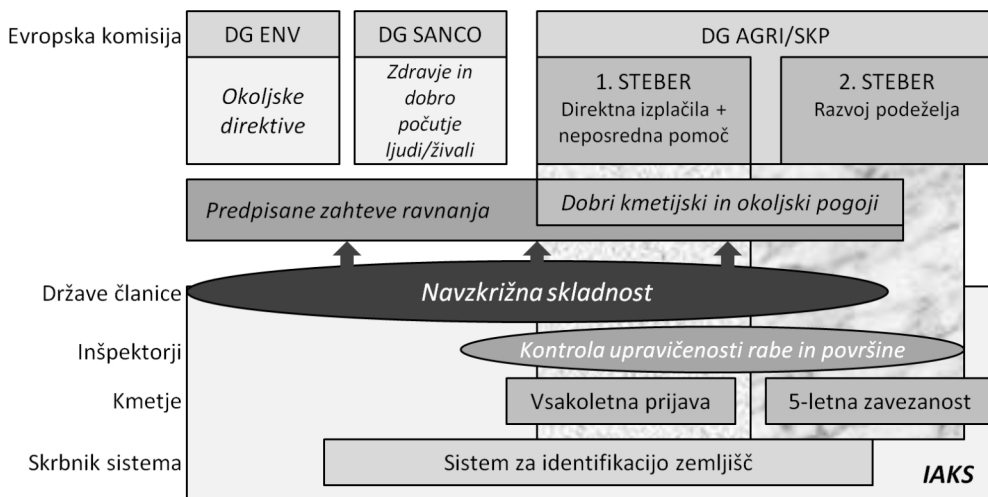 Evropska komisija
DG ENV
DG SANCO
DG AGRI/SKP
Okoljske
direktive
Zdravje in
dobro
počutje
ljudi/živali
1. STEBER
Direktna izplačila +
neposredna pomoč
2. STEBER
Razvoj podeželja
Predpisane zahteve ravnanja
Dobri kmetijski in okoljski pogoji
Države članice
Navzkrižna skladnost
Inšpektorji
Kontrola upravičenosti rabe in površine
Kmetje
Vsakoletna prijava
5-letna zavezanost
Skrbnik sistema
Sistem za identifikacijo zemljišč
IAKS